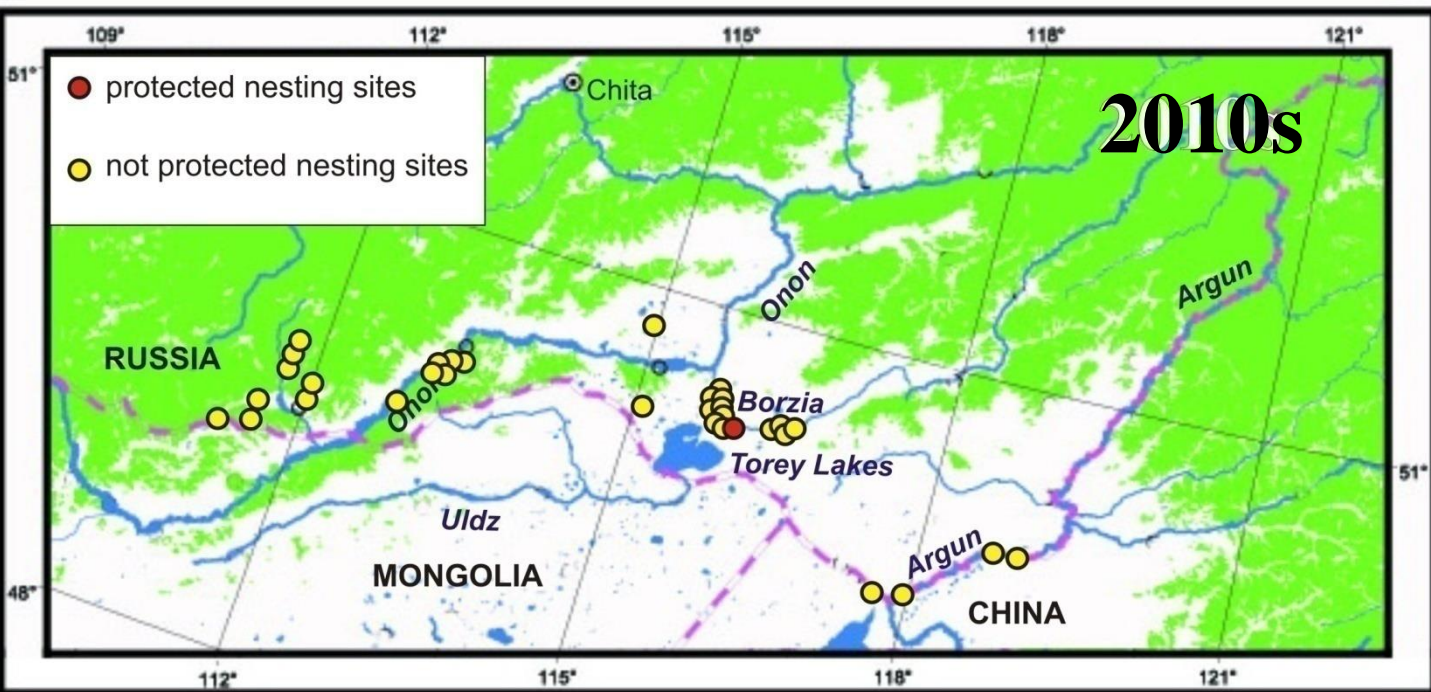 109° 112° 115° 118° 121°
51°
protected nesting sites
Chita
2010s
not protected nesting sites
Onon
Argun
RUSSIA
Onon
Borzia
Torey Lakes
51°
Uldz
Argun
MONGOLIA
48°
CHINA
112° 115° 118° 121°